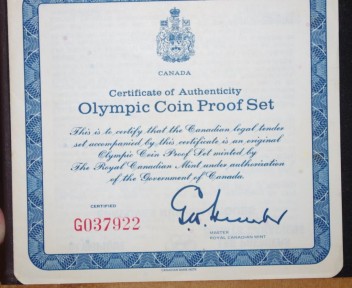 CANADA
Certificate of Authenticity
Olympic Coin Proof Set
This is to certify that the Canadian legal tender
set accompanied by this certificate is an original
Olympic Coin Proof Set minted by
The Royal Canadian Mint under authorization
of the Government of Canada.
CERTIFIED
G037922
MASTER
ROYAL CANADIAN MINT